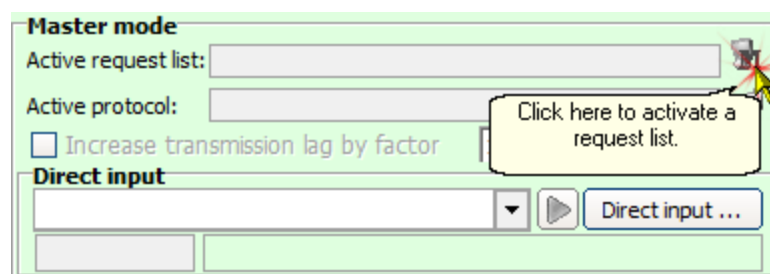 Master mode
Active request list:
Active protocol:
Click here to activate a
request list.
Increase transmission lag by factor
Direct input
Direct input ...